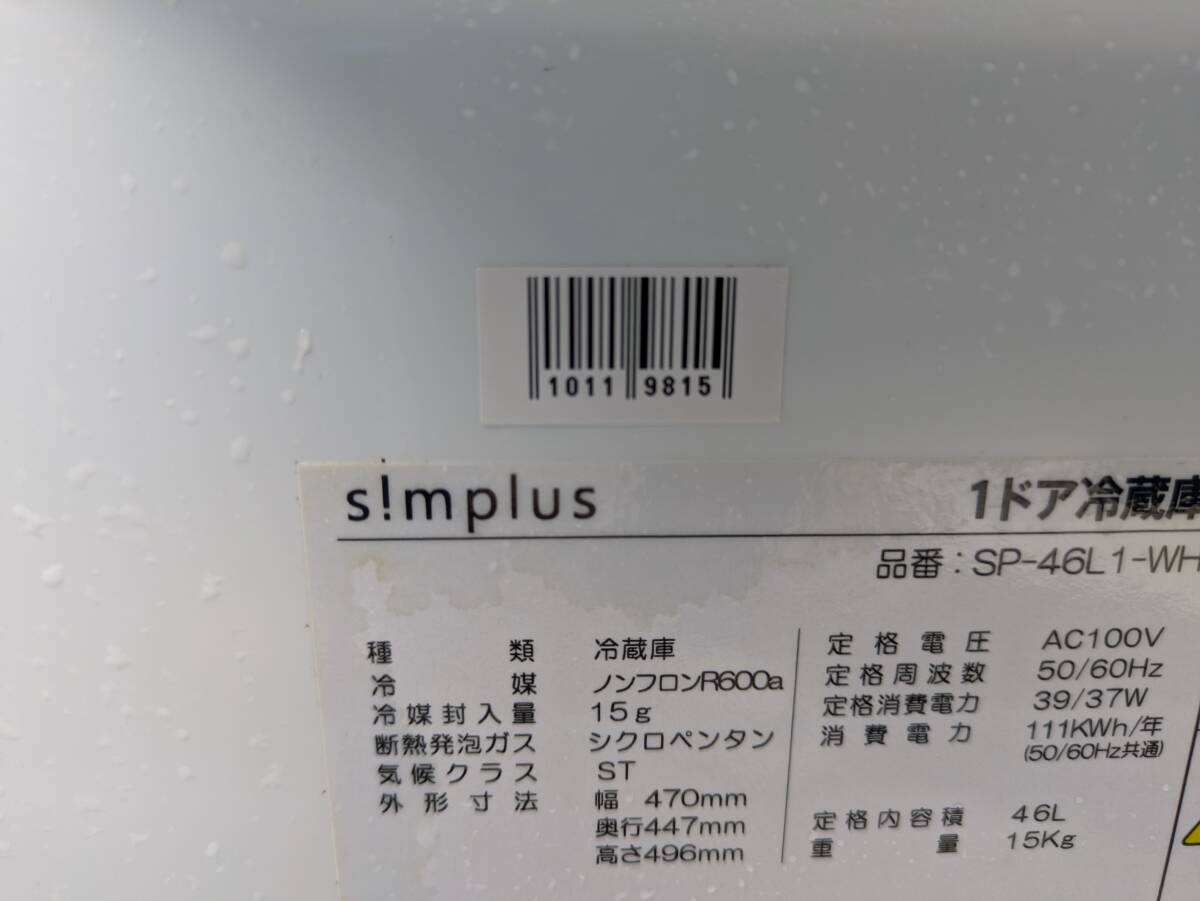 1011 9815
s!mplus
1ドア冷蔵庫
品番：SP-46L1-WH
種類 冷蔵庫
冷媒 ノンフロンR600a
冷媒封入量 15g
断熱発泡ガス シクロペンタン
気候クラス ST
外形寸法 幅 470mm
奥行447mm
高さ496mm
定格電圧 AC100V
定格周波数 50/60Hz
定格消費電力 39/37W
消費電力 111KWh/年
(50/60Hz共通)
定格内容積 46L
重量 15Kg